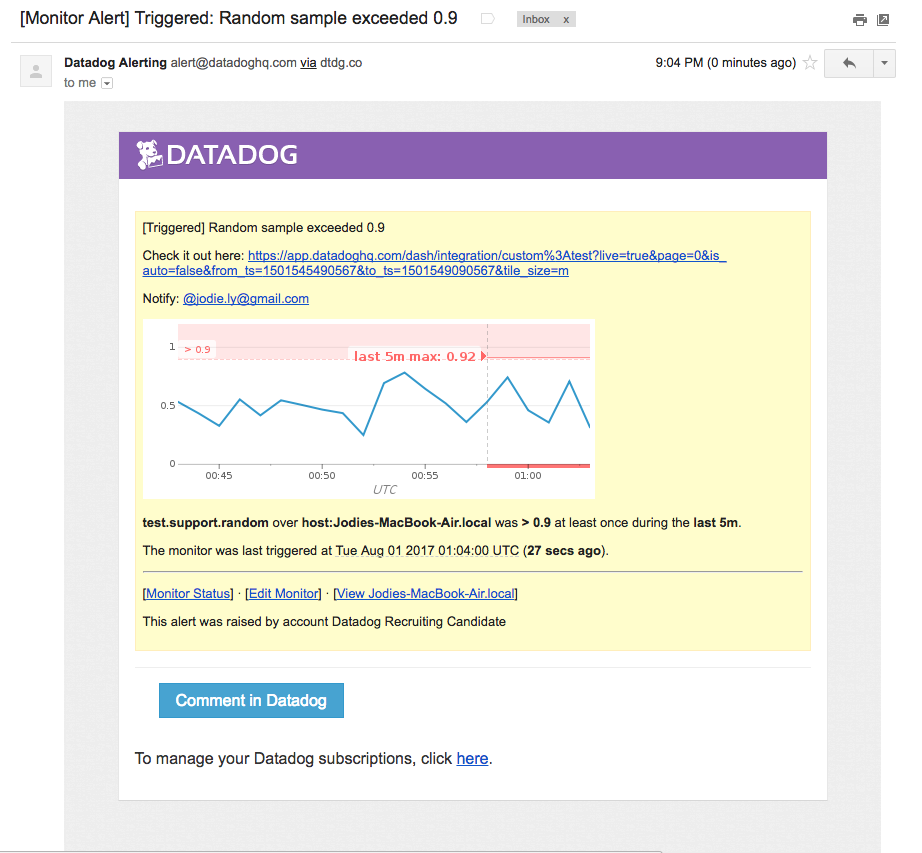 [Monitor Alert] Triggered: Random sample exceeded 0.9
Inbox x
Datadog Alerting alert@datadoghq.com via dtdg.co
9:04 PM (0 minutes ago)
to me
DATADOG
[Triggered] Random sample exceeded 0.9
Check it out here: https://app.datadoghq.com/dash/integration/custom%3Atest?live=true&page=0&is_
auto=false&from_ts=1501545490567&to_ts=1501549090567&tile_size=m
Notify: @jodie.ly@gmail.com
1
> 0.9
last 5m max: 0.92
0.5
0
00:45 00:50 00:55 01:00
UTC
test.support.random over host:Jodies-MacBook-Air.local was > 0.9 at least once during the last 5m.
The monitor was last triggered at Tue Aug 01 2017 01:04:00 UTC (27 secs ago).
[Monitor Status] · [Edit Monitor] · [View Jodies-MacBook-Air.local]
This alert was raised by account Datadog Recruiting Candidate
Comment in Datadog
To manage your Datadog subscriptions, click here.